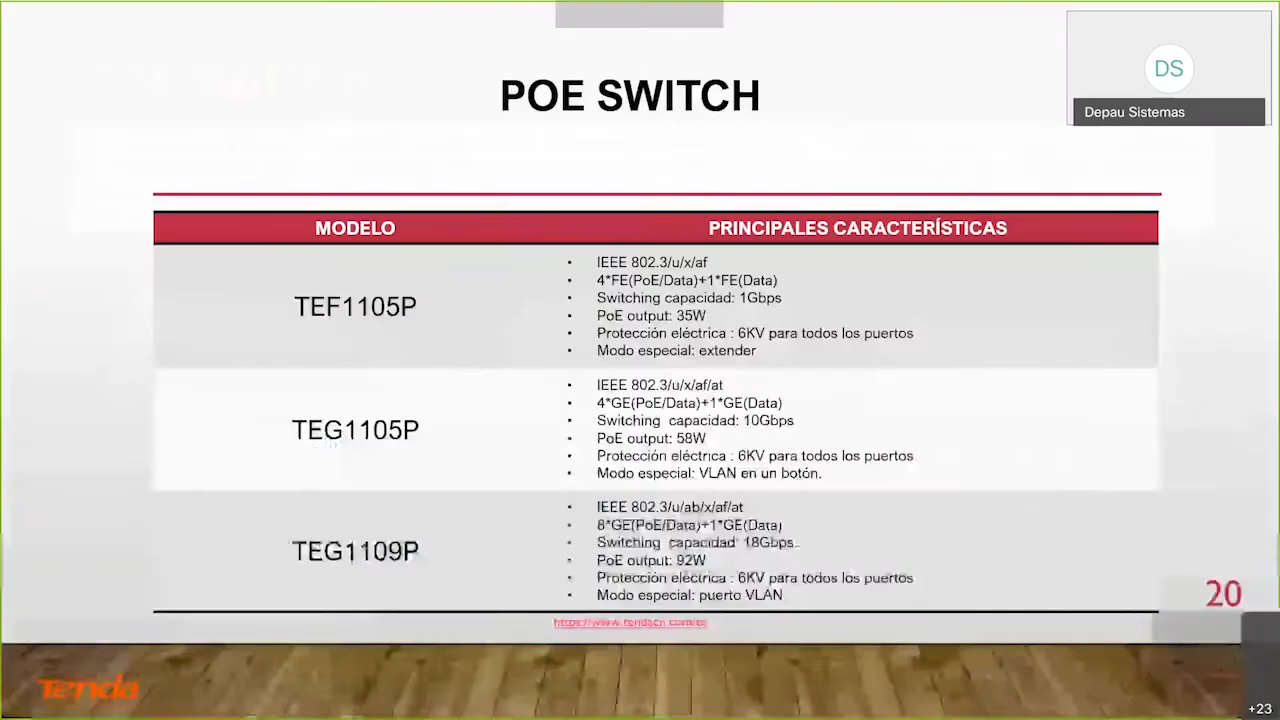 DS
Depau Sistemas
POE SWITCH
MODELO
PRINCIPALES CARACTERÍSTICAS
TEF1105P
• IEEE 802.3/u/x/af
• 4*FE(PoE/Data)+1*FE(Data)
• Switching capacidad: 1Gbps
• PoE output: 35W
• Protección eléctrica : 6KV para todos los puertos
• Modo especial: extender
TEG1105P
• IEEE 802.3/u/x/af/at
• 4*GE(PoE/Data)+1*GE(Data)
• Switching capacidad: 10Gbps
• PoE output: 58W
• Protección eléctrica : 6KV para todos los puertos
• Modo especial: VLAN en un botón.
TEG1109P
• IEEE 802.3/u/ab/x/af/at
• 8*GE(PoE/Data)+1*GE(Data)
• Switching capacidad: 18Gbps
• PoE output: 92W
• Protección eléctrica : 6KV para todos los puertos
• Modo especial: puerto VLAN
20
https://www.tendacn.com/es
Tenda
+23